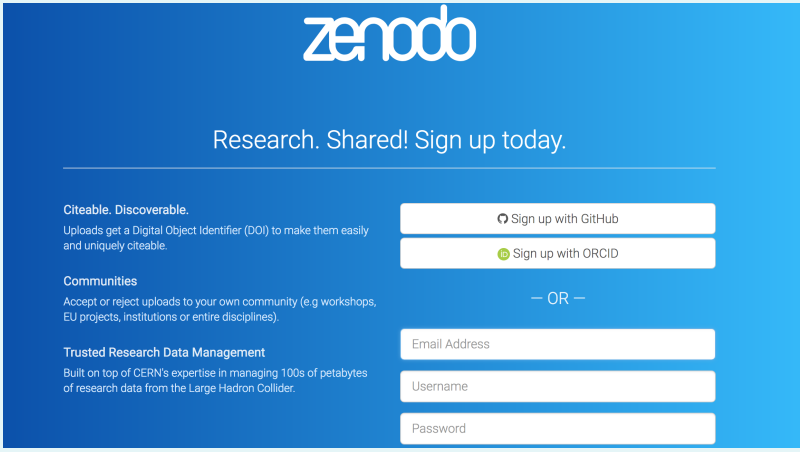 zenodo
Research. Shared! Sign up today.
Citeable. Discoverable.
Uploads get a Digital Object Identifier (DOI) to make them easily
and uniquely citeable.
Communities
Accept or reject uploads to your own community (e.g workshops,
EU projects, institutions or entire disciplines).
Trusted Research Data Management
Built on top of CERN's expertise in managing 100s of petabytes
of research data from the Large Hadron Collider.
Sign up with GitHub
iD Sign up with ORCID
— OR —
Email Address
Username
Password